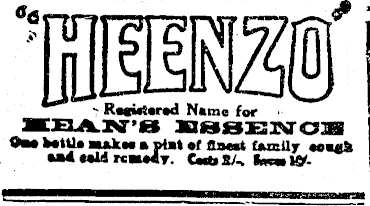 "HEENZO"
Registered Name for
HEAN'S ESSENCE
One bottle makes a pint of finest family cough
and cold remedy. Costs 2/-,